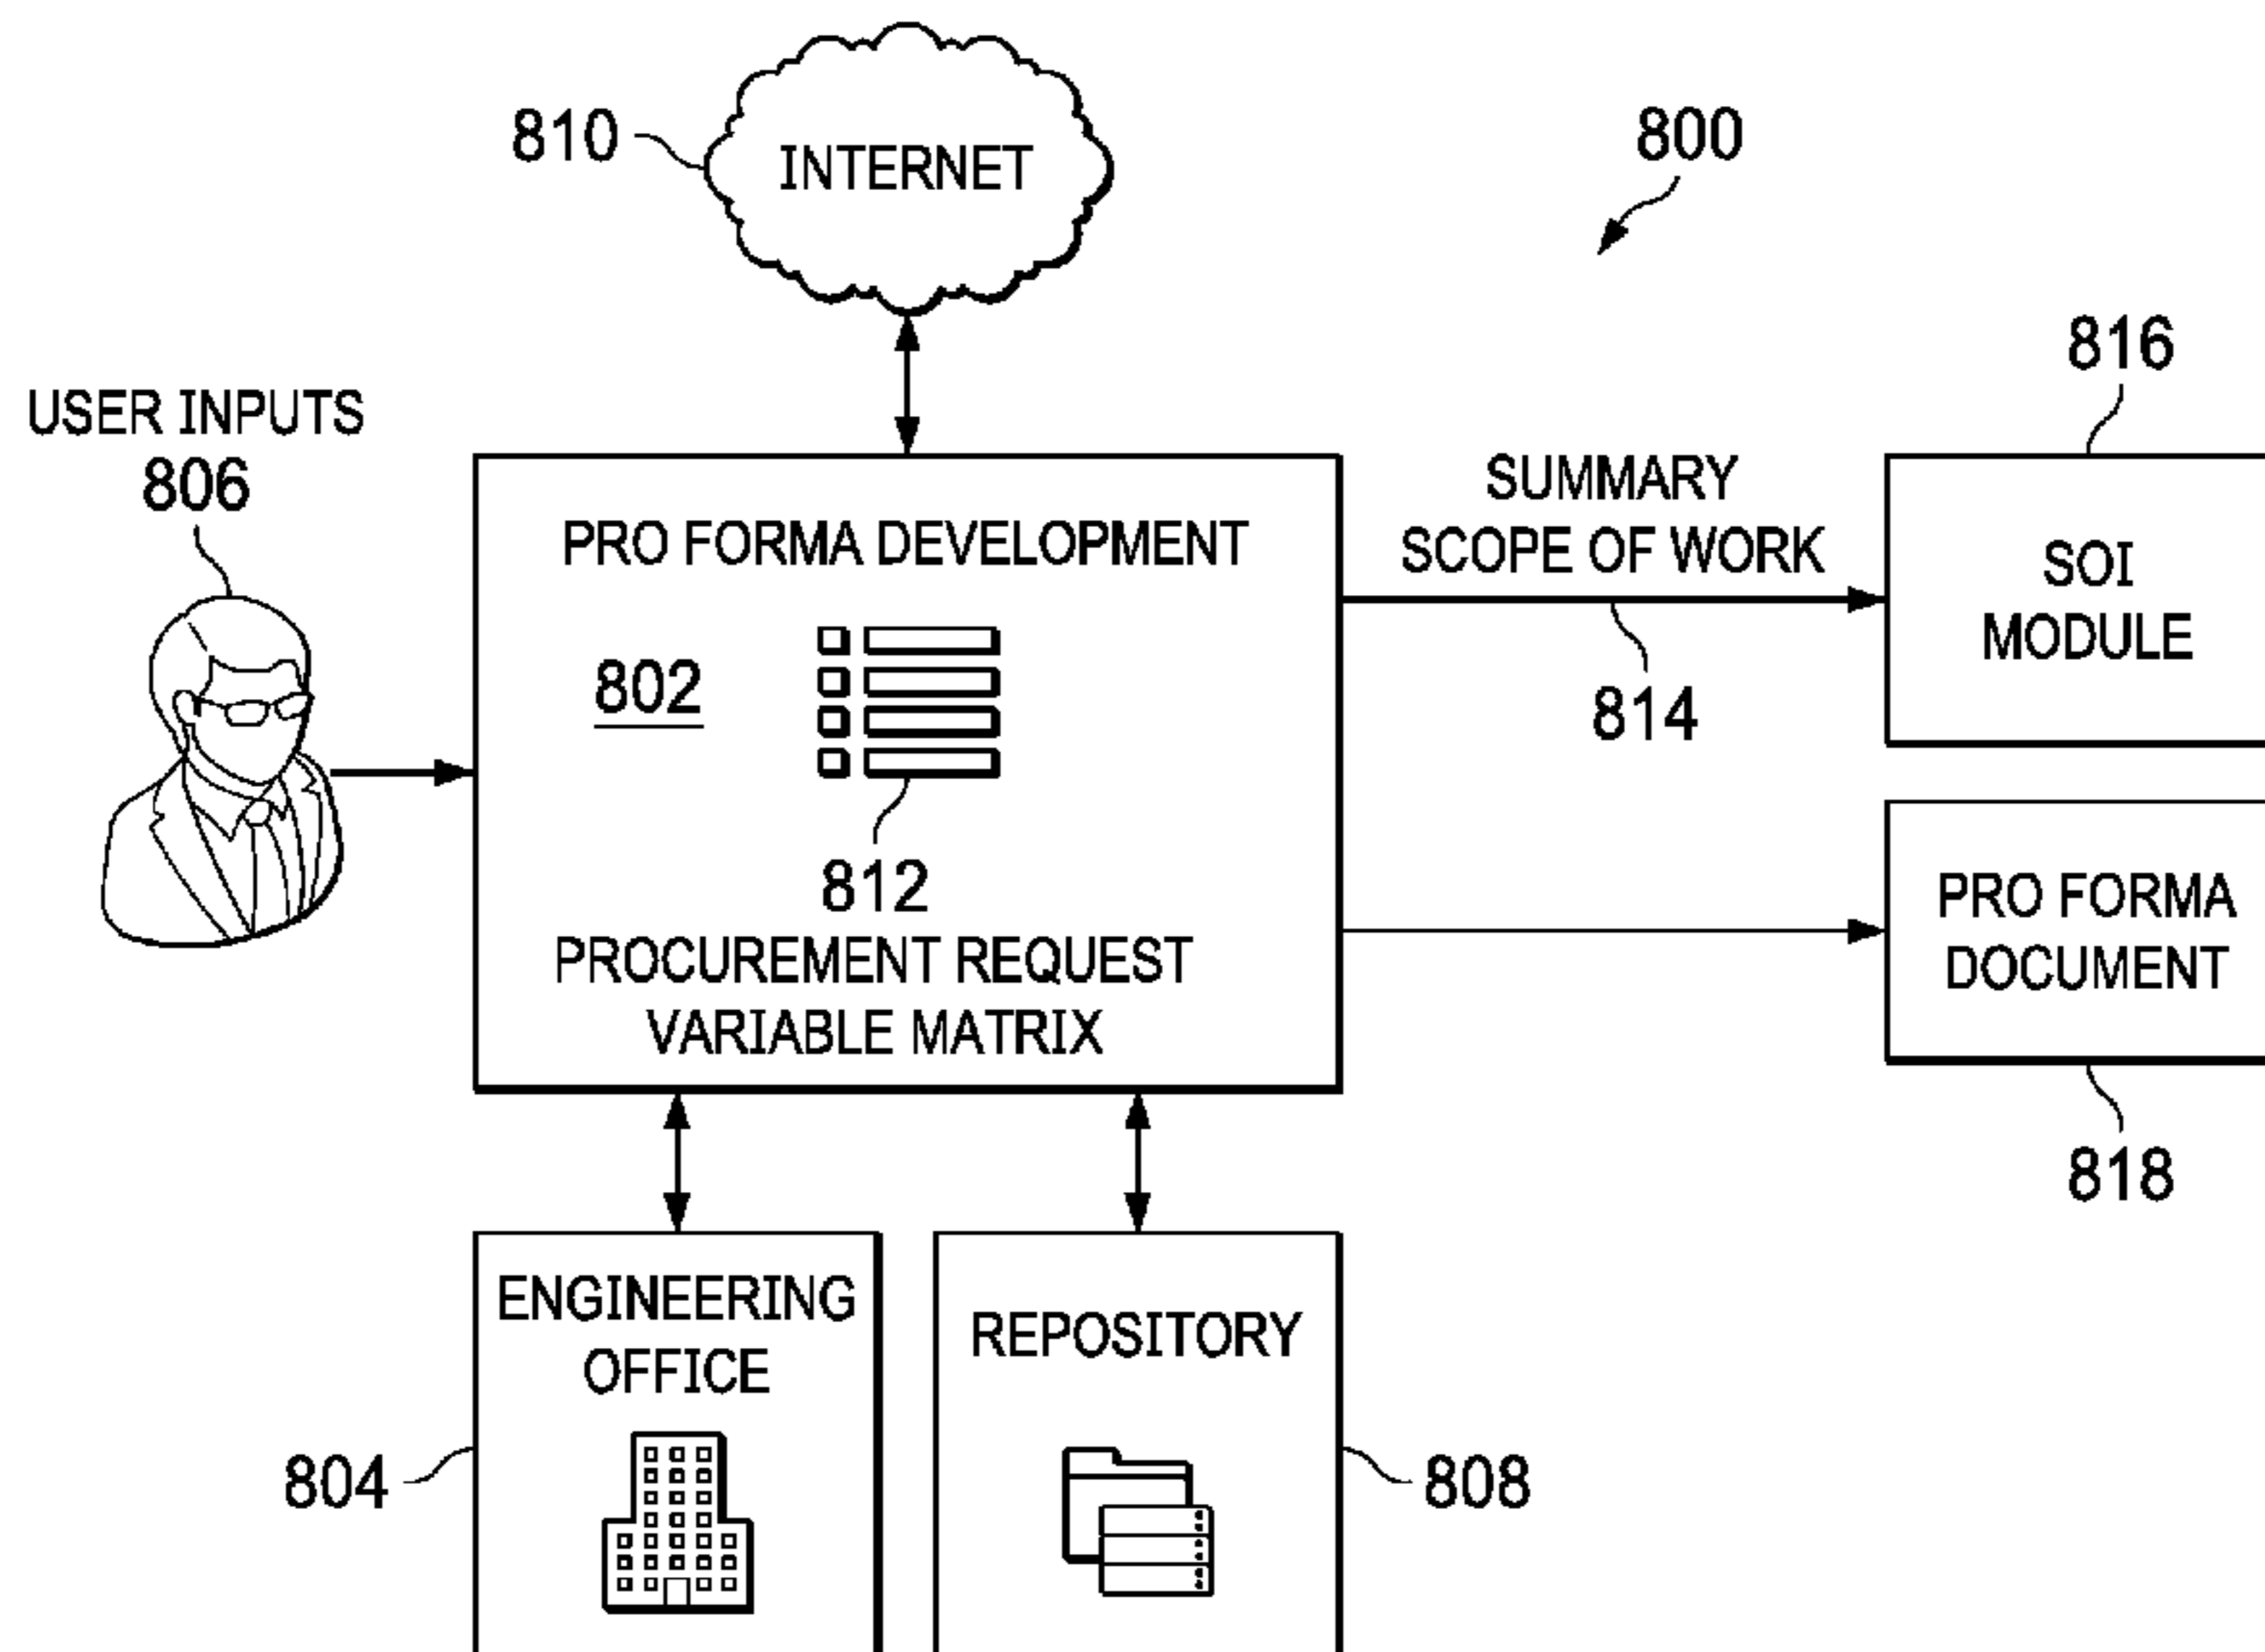 810
INTERNET
800
816
USER INPUTS
806
PRO FORMA DEVELOPMENT
802
812
PROCUREMENT REQUEST
VARIABLE MATRIX
SUMMARY
SCOPE OF WORK
814
SOI
MODULE
PRO FORMA
DOCUMENT
818
ENGINEERING
OFFICE
804
REPOSITORY
808